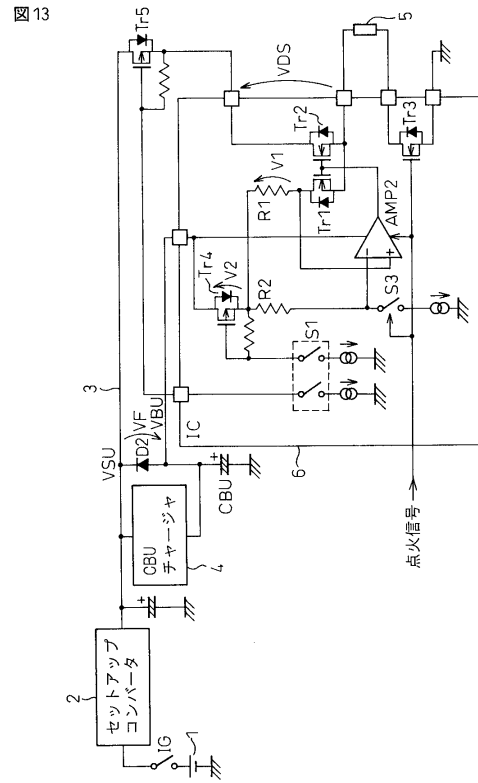 図13
1
IG
2
セットアップ
コンバータ
+
CBU
チャージャ
4
VSU
3
D2
VF
VBU
+
CBU
IC
6
Tr5
Tr4
V2
R1
V1
R2
S1
Tr1
Tr2
VDS
AMP2
-
+
S3
5
Tr3
点火信号